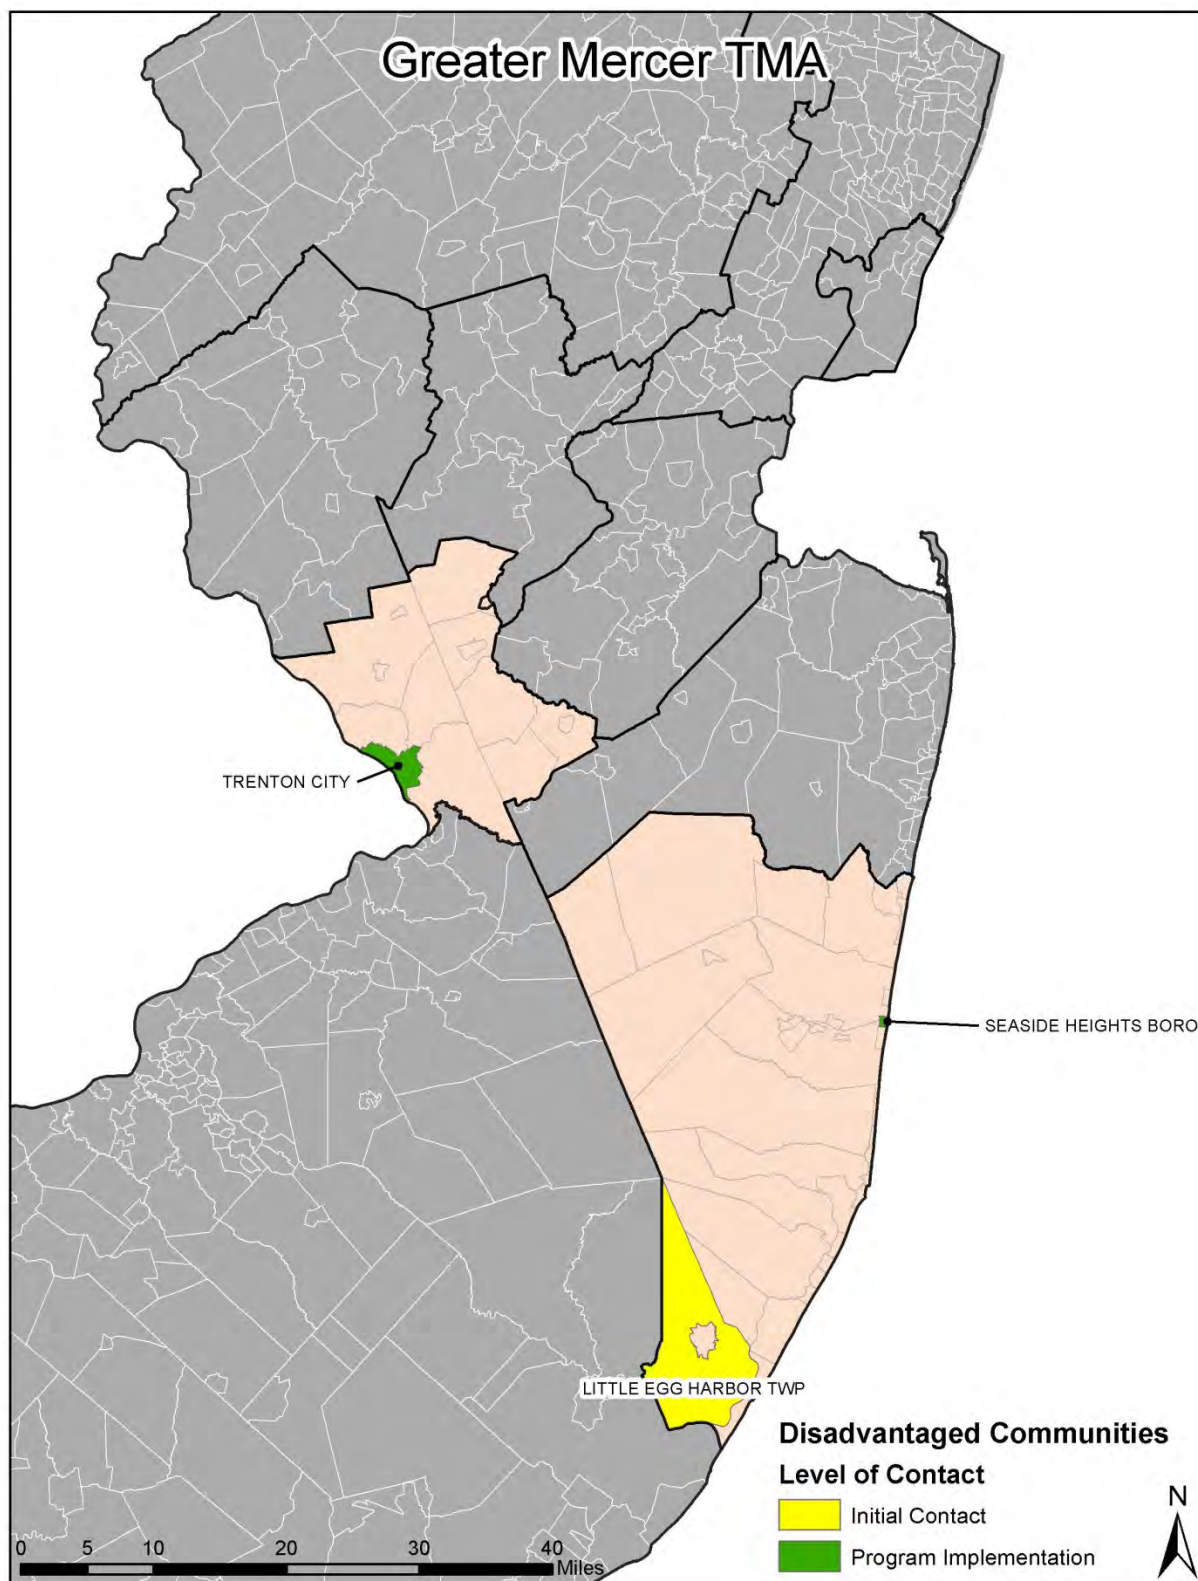 Greater Mercer TMA
TRENTON CITY
SEASIDE HEIGHTS BORO
LITTLE EGG HARBOR TWP
Disadvantaged Communities
Level of Contact
Initial Contact
Program Implementation
N
0 5 10 20 30 40
Miles